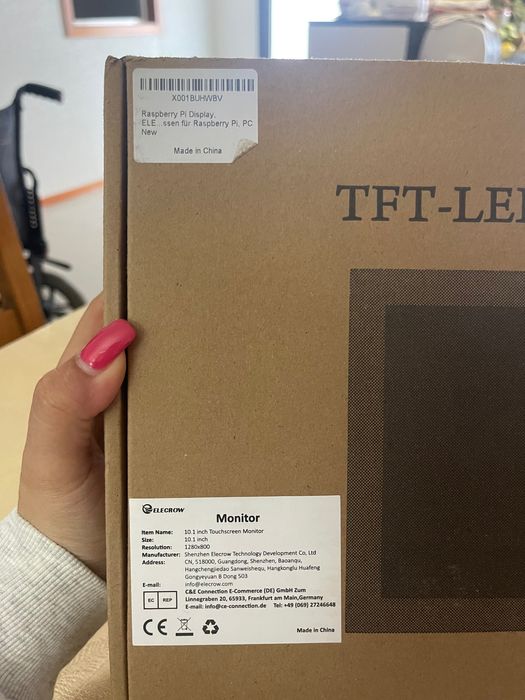 X001BUHWBV
Raspberry Pi Display,
ELE...ssen für Raspberry Pi, PC
New
Made in China
TFT-LE
ELECROW
Monitor
Item Name: 10.1 inch Touchscreen Monitor
Size: 10.1 inch
Resolution: 1280x800
Manufacturer: Shenzhen Elecrow Technology Development Co, Ltd
Address: CN, 518000, Guangdong, Shenzhen, Baoanqu,
Hangchengjiedao Sanweishequ, Hangkonglu Huafeng
Gongyeyuan B Dong 503
E-mail: info@elecrow.com
EC REP
C&E Connection E-Commerce (DE) GmbH Zum
Linnegraben 20, 65933, Frankfurt am Main,Germany
E-mail: info@ce-connection.de Tel: +49 (069) 27246648
CE
Made in China